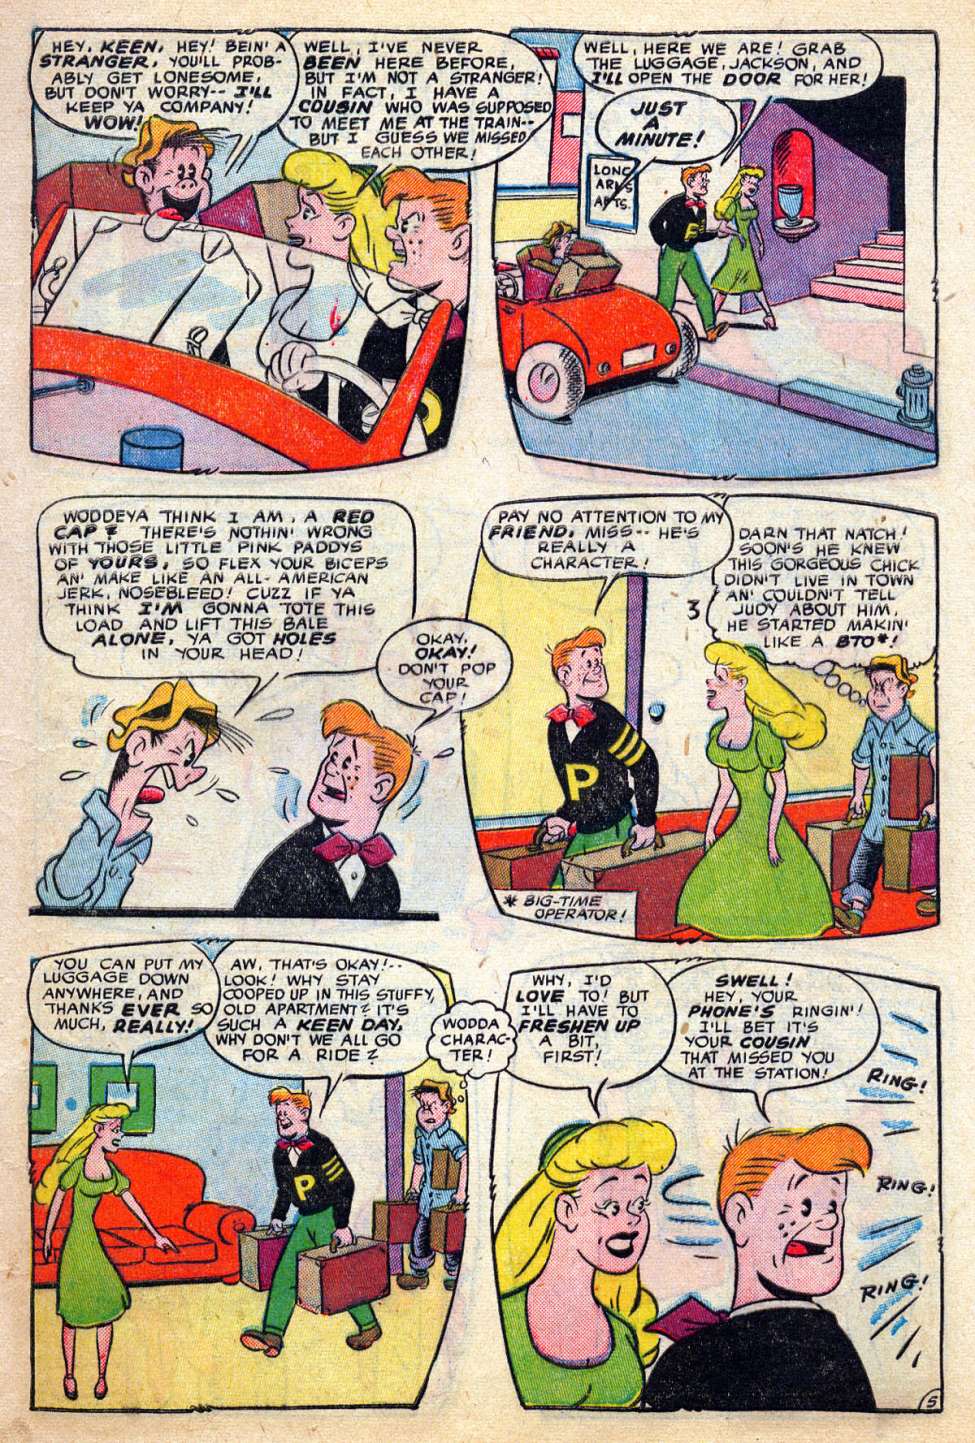 HEY, KEEN, HEY! BEIN' A
STRANGER, YOU'LL PROB-
ABLY GET LONESOME,
BUT DON'T WORRY-- I'LL
KEEP YA COMPANY!
WOW!
WELL, I'VE NEVER
BEEN HERE BEFORE,
BUT I'M NOT A STRANGER!
IN FACT, I HAVE A
COUSIN WHO WAS SUPPOSED
TO MEET ME AT THE TRAIN--
BUT I GUESS WE MISSED
EACH OTHER!
P
WELL, HERE WE ARE! GRAB
THE LUGGAGE, JACKSON, AND
I'LL OPEN THE DOOR FOR HER!
JUST
A
MINUTE!
LONG
ARMS
APTS.
P
WODDEYA THINK I AM, A RED
CAP? THERE'S NOTHIN' WRONG
WITH THOSE LITTLE PINK PADDYS
OF YOURS, SO FLEX YOUR BICEPS
AN' MAKE LIKE AN ALL-AMERICAN
JERK, NOSEBLEED! CUZZ IF YA
THINK I'M GONNA TOTE THIS
LOAD AND LIFT THIS BALE
ALONE, YA GOT HOLES
IN YOUR HEAD!
OKAY,
OKAY!
DON'T POP
YOUR
CAP!
PAY NO ATTENTION TO MY
FRIEND, MISS-- HE'S
REALLY A
CHARACTER!
DARN THAT NATCH!
SOON'S HE KNEW
THIS GORGEOUS CHICK
DIDN'T LIVE IN TOWN
AN' COULDN'T TELL
JUDY ABOUT HIM,
HE STARTED MAKIN'
LIKE A BTO*!
3
P
* BIG-TIME
OPERATOR!
YOU CAN PUT MY
LUGGAGE DOWN
ANYWHERE, AND
THANKS EVER SO
MUCH, REALLY!
AW, THAT'S OKAY!--
LOOK! WHY STAY
COOPED UP IN THIS STUFFY,
OLD APARTMENT? IT'S
SUCH A KEEN DAY,
WHY DON'T WE ALL GO
FOR A RIDE?
WODDA
CHARAC-
TER!
P
WHY, I'D
LOVE TO! BUT
I'LL HAVE TO
FRESHEN UP
A BIT,
FIRST!
SWELL!
HEY, YOUR
PHONE'S RINGIN'!
I'LL BET IT'S
YOUR COUSIN
THAT MISSED YOU
AT THE STATION!
RING!
RING!
RING!
5